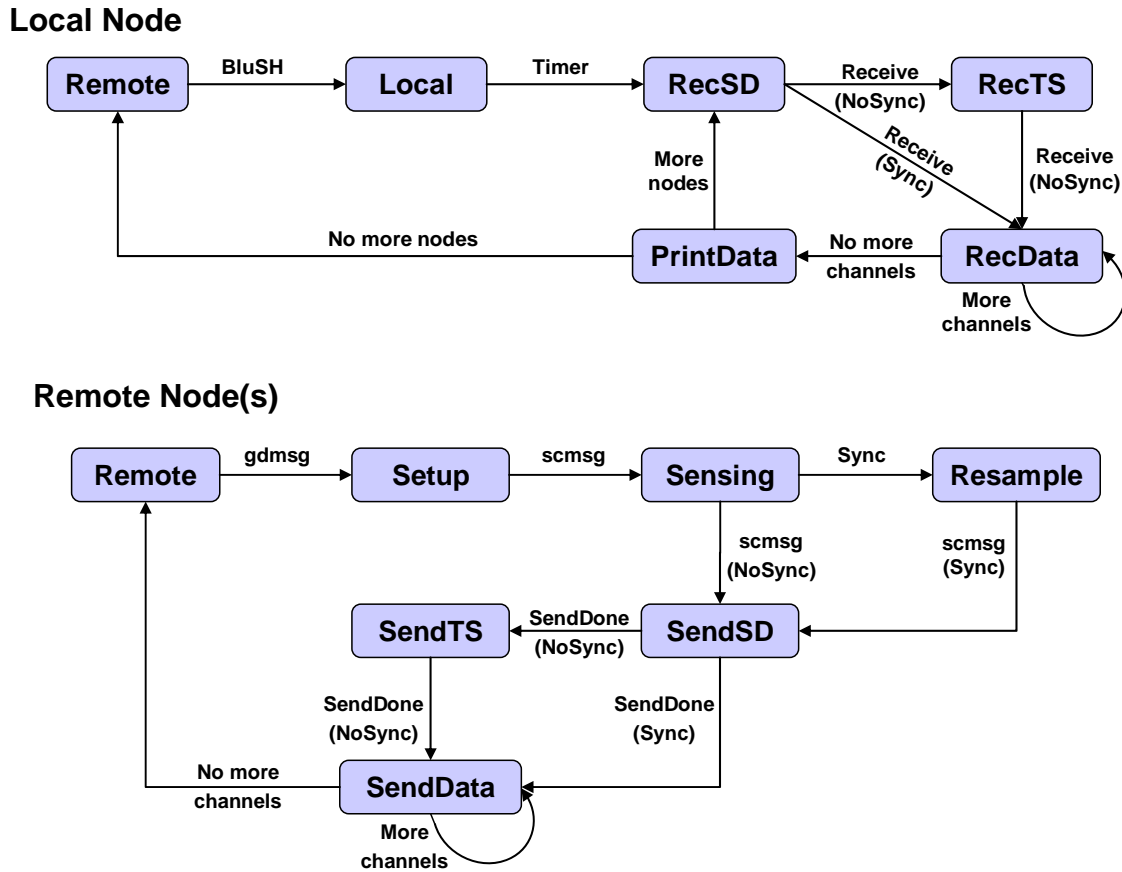 Local Node
Remote
BluSH
Local
Timer
RecSD
Receive
(NoSync)
RecTS
Receive
(Sync)
Receive
(NoSync)
More
nodes
No more nodes
PrintData
No more
channels
RecData
More
channels
Remote Node(s)
Remote
gdmsg
Setup
scmsg
Sensing
Sync
Resample
scmsg
(NoSync)
scmsg
(Sync)
SendTS
SendDone
(NoSync)
SendSD
SendDone
(NoSync)
SendDone
(Sync)
No more
channels
SendData
More
channels